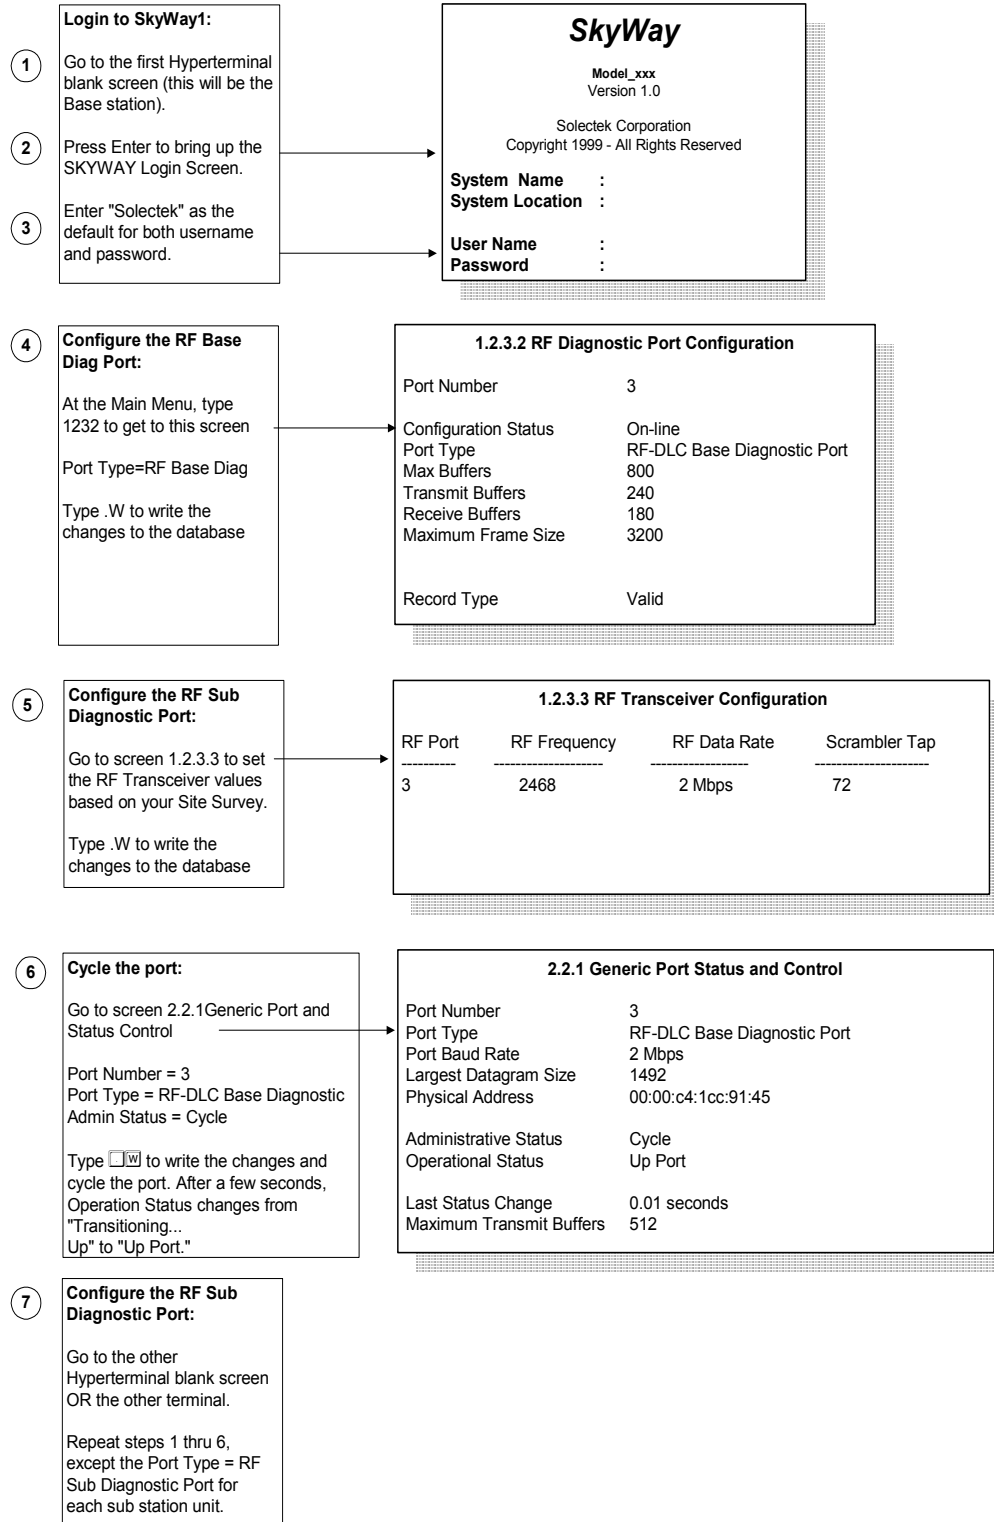 1
Login to SkyWay1:
Go to the first Hyperterminal
blank screen (this will be the
Base station).
2
Press Enter to bring up the
SKYWAY Login Screen.
3
Enter "Solectek" as the
default for both username
and password.
SkyWay
Model_xxx
Version 1.0
Solectek Corporation
Copyright 1999 - All Rights Reserved
System Name :
System Location :
User Name :
Password :
4
Configure the RF Base
Diag Port:
At the Main Menu, type
1232 to get to this screen
Port Type=RF Base Diag
Type .W to write the
changes to the database
1.2.3.2 RF Diagnostic Port Configuration
Port Number 3
Configuration Status On-line
Port Type RF-DLC Base Diagnostic Port
Max Buffers 800
Transmit Buffers 240
Receive Buffers 180
Maximum Frame Size 3200
Record Type Valid
5
Configure the RF Sub
Diagnostic Port:
Go to screen 1.2.3.3 to set
the RF Transceiver values
based on your Site Survey.
Type .W to write the
changes to the database
1.2.3.3 RF Transceiver Configuration
RF Port RF Frequency RF Data Rate Scrambler Tap
---------- -------------------- ------------------ ---------------------
3 2468 2 Mbps 72
6
Cycle the port:
Go to screen 2.2.1Generic Port and
Status Control
Port Number = 3
Port Type = RF-DLC Base Diagnostic
Admin Status = Cycle
Type . W to write the changes and
cycle the port. After a few seconds,
Operation Status changes from
"Transitioning...
Up" to "Up Port."
2.2.1 Generic Port Status and Control
Port Number 3
Port Type RF-DLC Base Diagnostic Port
Port Baud Rate 2 Mbps
Largest Datagram Size 1492
Physical Address 00:00:c4:1cc:91:45
Administrative Status Cycle
Operational Status Up Port
Last Status Change 0.01 seconds
Maximum Transmit Buffers 512
7
Configure the RF Sub
Diagnostic Port:
Go to the other
Hyperterminal blank screen
OR the other terminal.
Repeat steps 1 thru 6,
except the Port Type = RF
Sub Diagnostic Port for
each sub station unit.